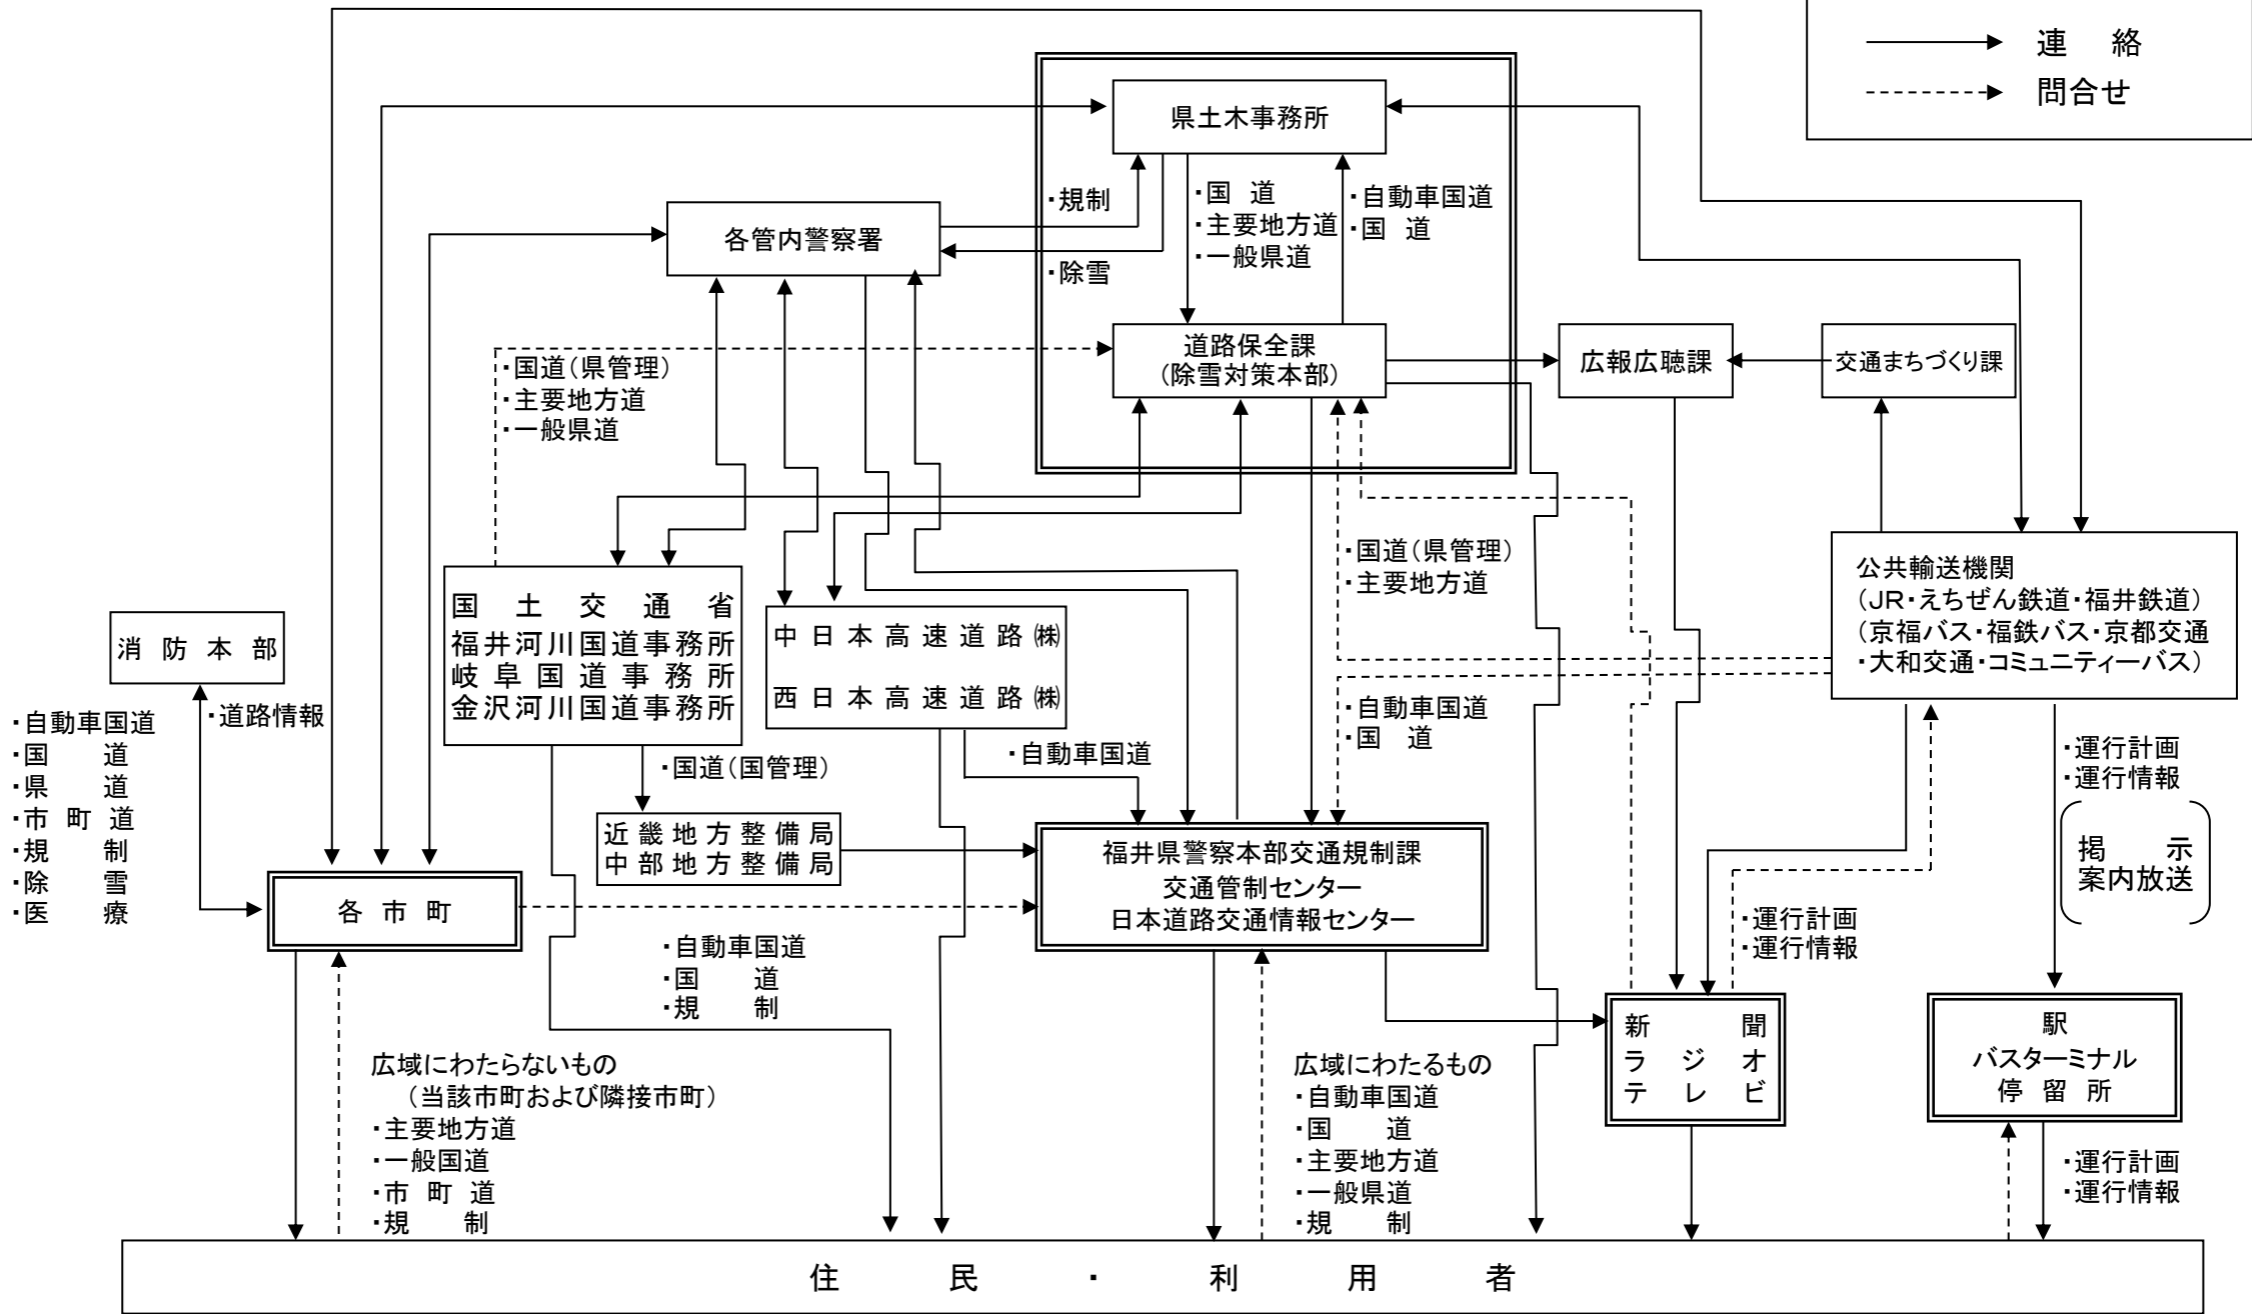 連 絡
問合せ
県土木事務所
・規制
・国 道
・主要地方道
・一般県道
・自動車国道
・国 道
各管内警察署
・除雪
道路保全課
(除雪対策本部)
広報広聴課
交通まちづくり課
・国道(県管理)
・主要地方道
・一般県道
・国道(県管理)
・主要地方道
公共輸送機関
(JR・えちぜん鉄道・福井鉄道)
(京福バス・福鉄バス・京都交通
・大和交通・コミュニティーバス)
国土交通省
福井河川国道事務所
岐阜国道事務所
金沢河川国道事務所
中日本高速道路㈱
西日本高速道路㈱
消防本部
・道路情報
・自動車国道
・国 道
・県 道
・市町道
・規 制
・除 雪
・医 療
・自動車国道
・国 道
・国道(国管理)
・自動車国道
・運行計画
・運行情報
掲 示
案内放送
近畿地方整備局
中部地方整備局
福井県警察本部交通規制課
交通管制センター
日本道路交通情報センター
各市町
・自動車国道
・国 道
・規 制
・運行計画
・運行情報
新 聞
ラジオ
テレビ
駅
バスターミナル
停留所
広域にわたらないもの
(当該市町および隣接市町)
・主要地方道
・一般国道
・市町道
・規 制
広域にわたるもの
・自動車国道
・国 道
・主要地方道
・一般県道
・規 制
・運行計画
・運行情報
住 民 ・ 利 用 者